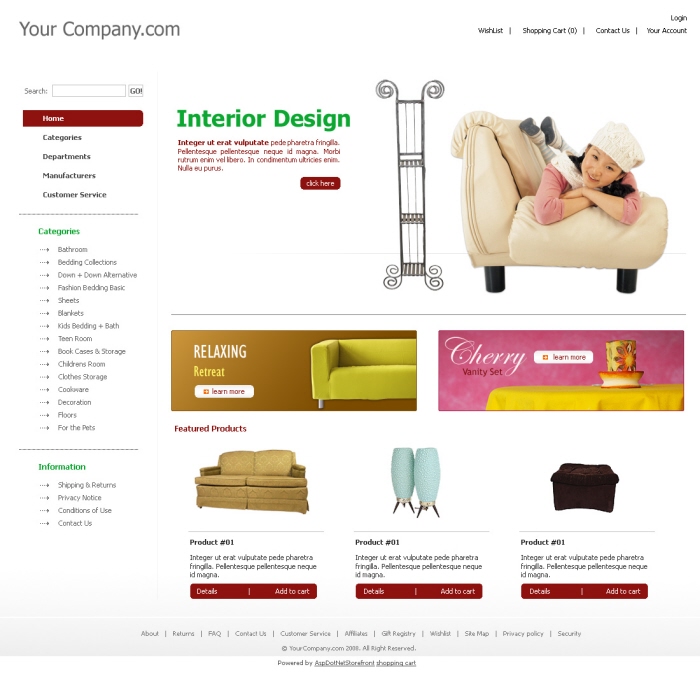 Your Company.com
Login
WishList | Shopping Cart (0) | Contact Us | Your Account
Search: GO!
Home
Categories
Departments
Manufacturers
Customer Service
Interior Design
Integer ut erat vulputate pede pharetra fringilla.
Pellentesque pellentesque neque id magna. Morbi
rutrum enim vel libero. In condimentum ultricies enim.
Nulla eu purus.
click here
Categories
Bathroom
Bedding Collections
Down + Down Alternative
Fashion Bedding Basic
Sheets
Blankets
Kids Bedding + Bath
Teen Room
Book Cases & Storage
Childrens Room
Clothes Storage
Cookware
Decoration
Floors
For the Pets
RELAXING
Retreat
learn more
Cherry
Vanity Set
learn more
Featured Products
Information
Shipping & Returns
Privacy Notice
Conditions of Use
Contact Us
Product #01
Integer ut erat vulputate pede pharetra
fringilla. Pellentesque pellentesque neque
id magna.
Details | Add to cart
Product #01
Integer ut erat vulputate pede pharetra
fringilla. Pellentesque pellentesque neque
id magna.
Details | Add to cart
Product #01
Integer ut erat vulputate pede pharetra
fringilla. Pellentesque pellentesque neque
id magna.
Details | Add to cart
About | Returns | FAQ | Contact Us | Customer Service | Affiliates | Gift Registry | Wishlist | Site Map | Privacy policy | Security
© YourCompany.com 2008. All Right Reserved.
Powered by AspDotNetStorefront shopping cart